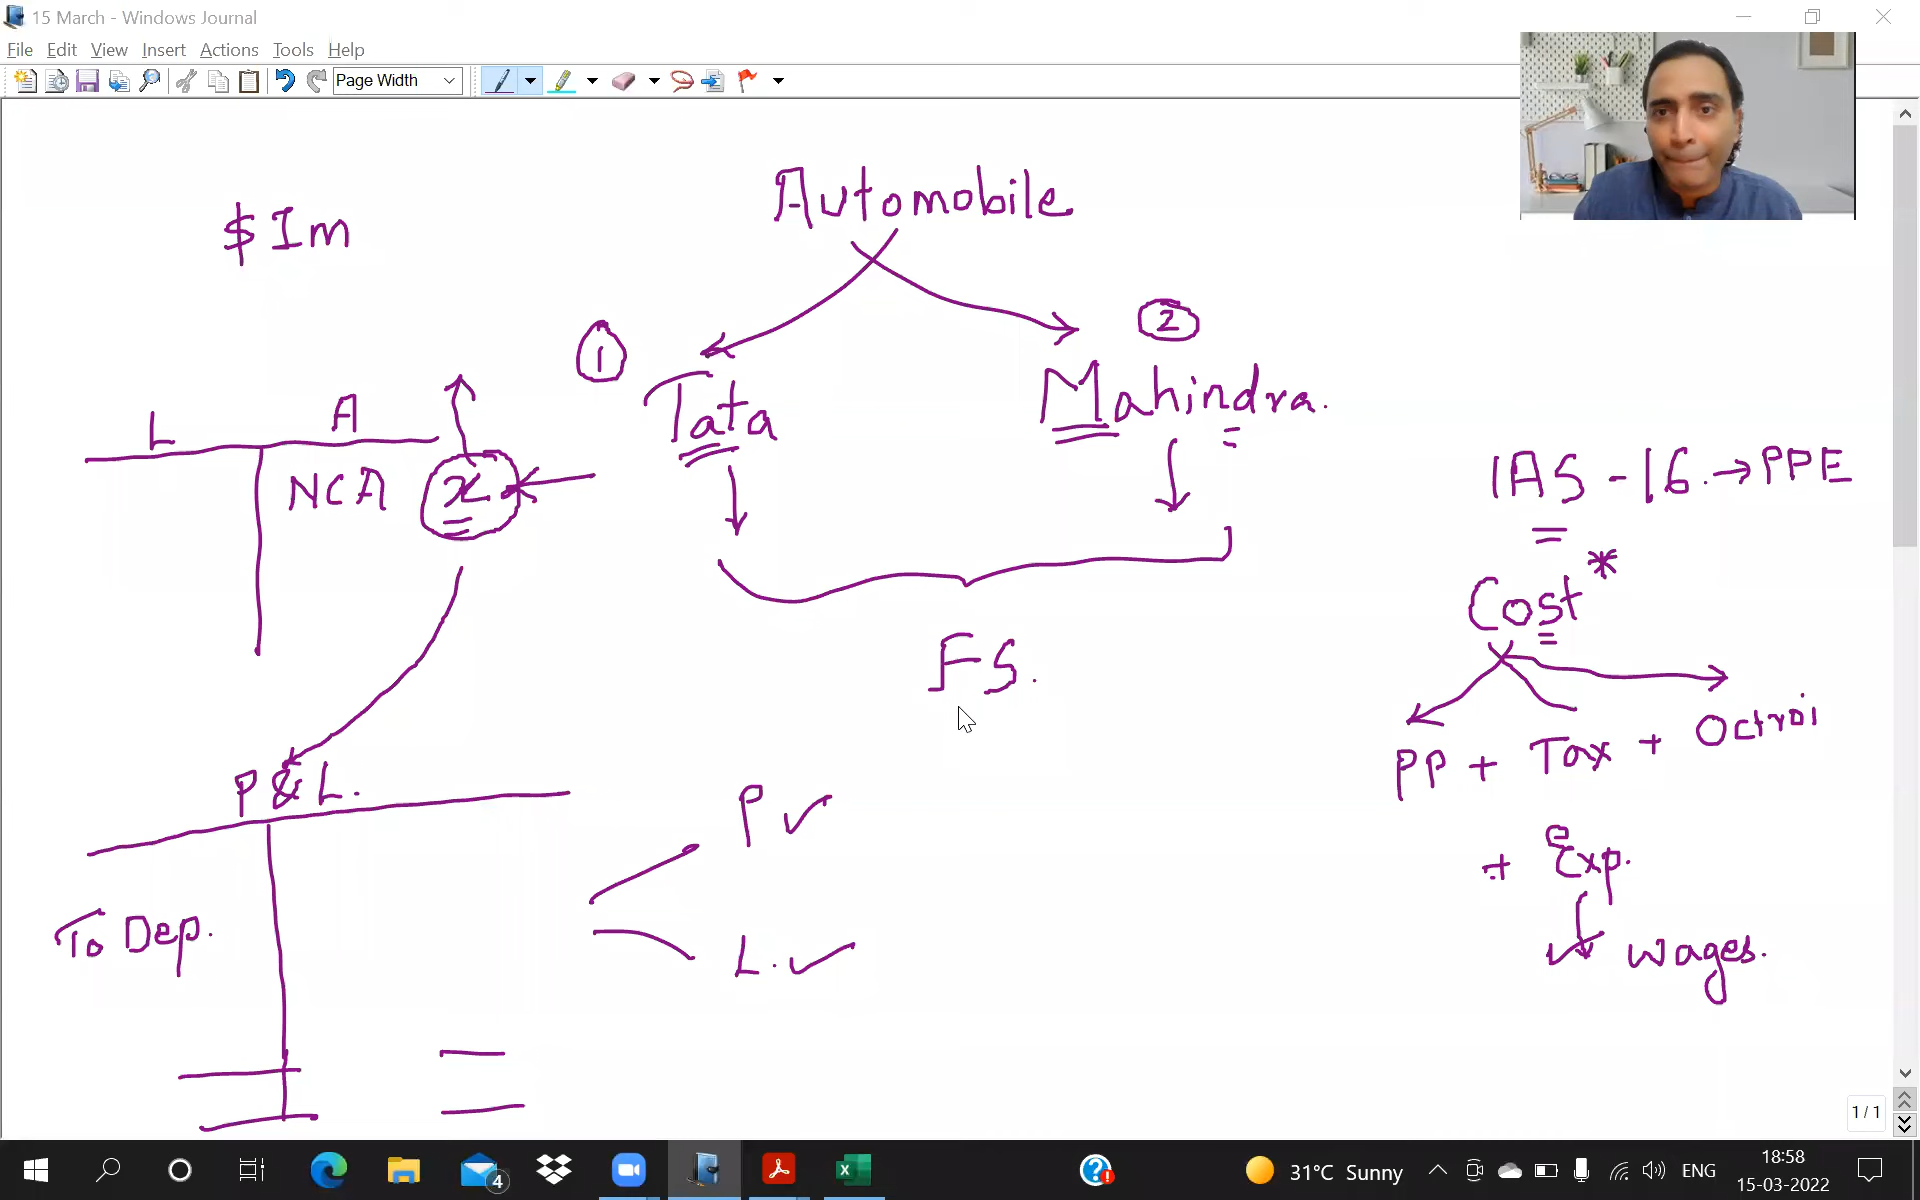 15 March - Windows Journal
File Edit View Insert Actions Tools Help
Page Width
Automobile
$ 1m
1
2
Tata
Mahindra.
L
A
NCA
x
IAS - 16. → PPE
Cost *
FS.
PP + Tax + Octroi
+ Exp.
wages.
P & L.
P ✓
To Dep.
L. ✓
1 / 1
4
31°C Sunny
ENG
18:58
15-03-2022